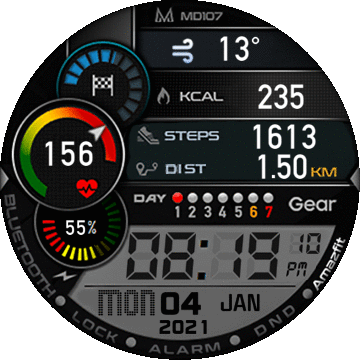 MD107
13°
KCAL 235
STEPS 1613
DIST 1.50 KM
156
DAY
1 2 3 4 5 6 7
Gear
55%
08:19 PM
MON 04 JAN
2021
BLUETOOTH LOCK ALARM DND Amazfit